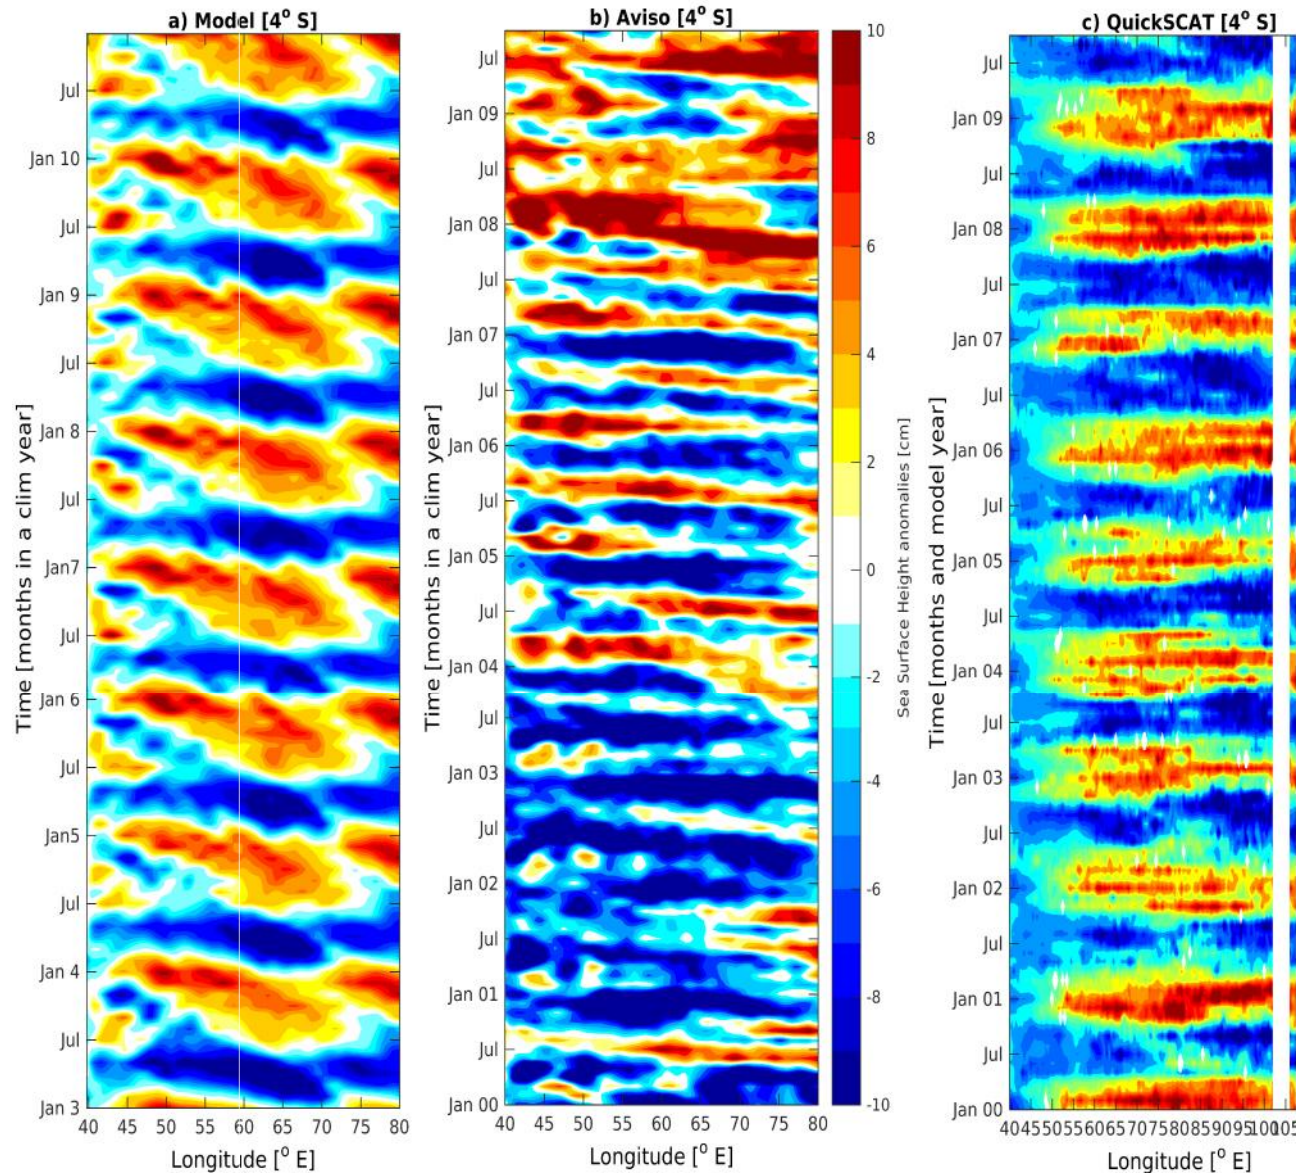 a) Model [4° S]
Jul
Jan 10
Jul
Jan 9
Jul
Jan 8
Jul
Jan7
Jul
Jan 6
Jul
Jan5
Jul
Jan 4
Jul
Jan 3
Time [months in a clim year]
40 45 50 55 60 65 70 75 80
Longitude [° E]
b) Aviso [4° S]
Jul
Jan 09
Jul
Jan 08
Jul
Jan 07
Jul
Jan 06
Jul
Jan 05
Jul
Jan 04
Jul
Jan 03
Jul
Jan 02
Jul
Jan 01
Jul
Jan 00
Time [months in a clim year]
40 45 50 55 60 65 70 75 80
Longitude [° E]
10
8
6
4
2
0
-2
-4
-6
-8
-10
Sea Surface Height anomalies [cm]
c) QuickSCAT [4° S]
Jul
Jan 09
Jul
Jan 08
Jul
Jan 07
Jul
Jan 06
Jul
Jan 05
Jul
Jan 04
Jul
Jan 03
Jul
Jan 02
Jul
Jan 01
Jul
Jan 00
Time [months and model year]
404550556065707580859095100105
Longitude [° E]